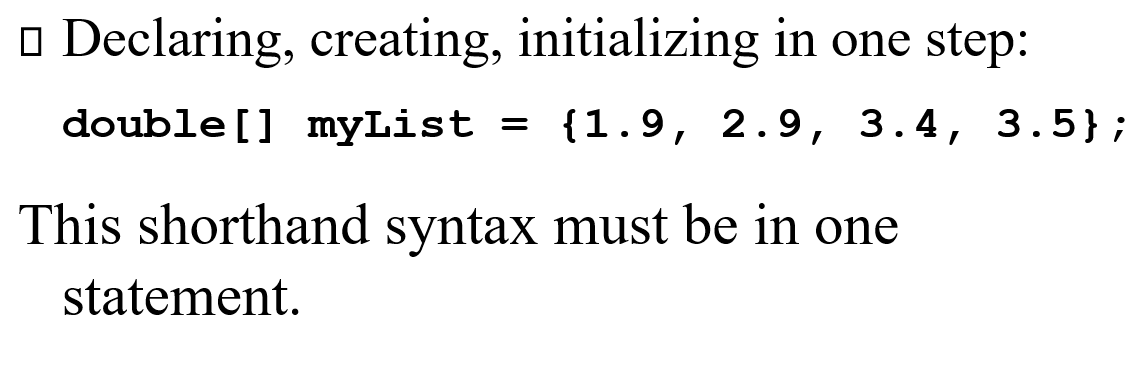 Declaring, creating, initializing in one step:
double[] myList = {1.9, 2.9, 3.4, 3.5};
This shorthand syntax must be in one
statement.